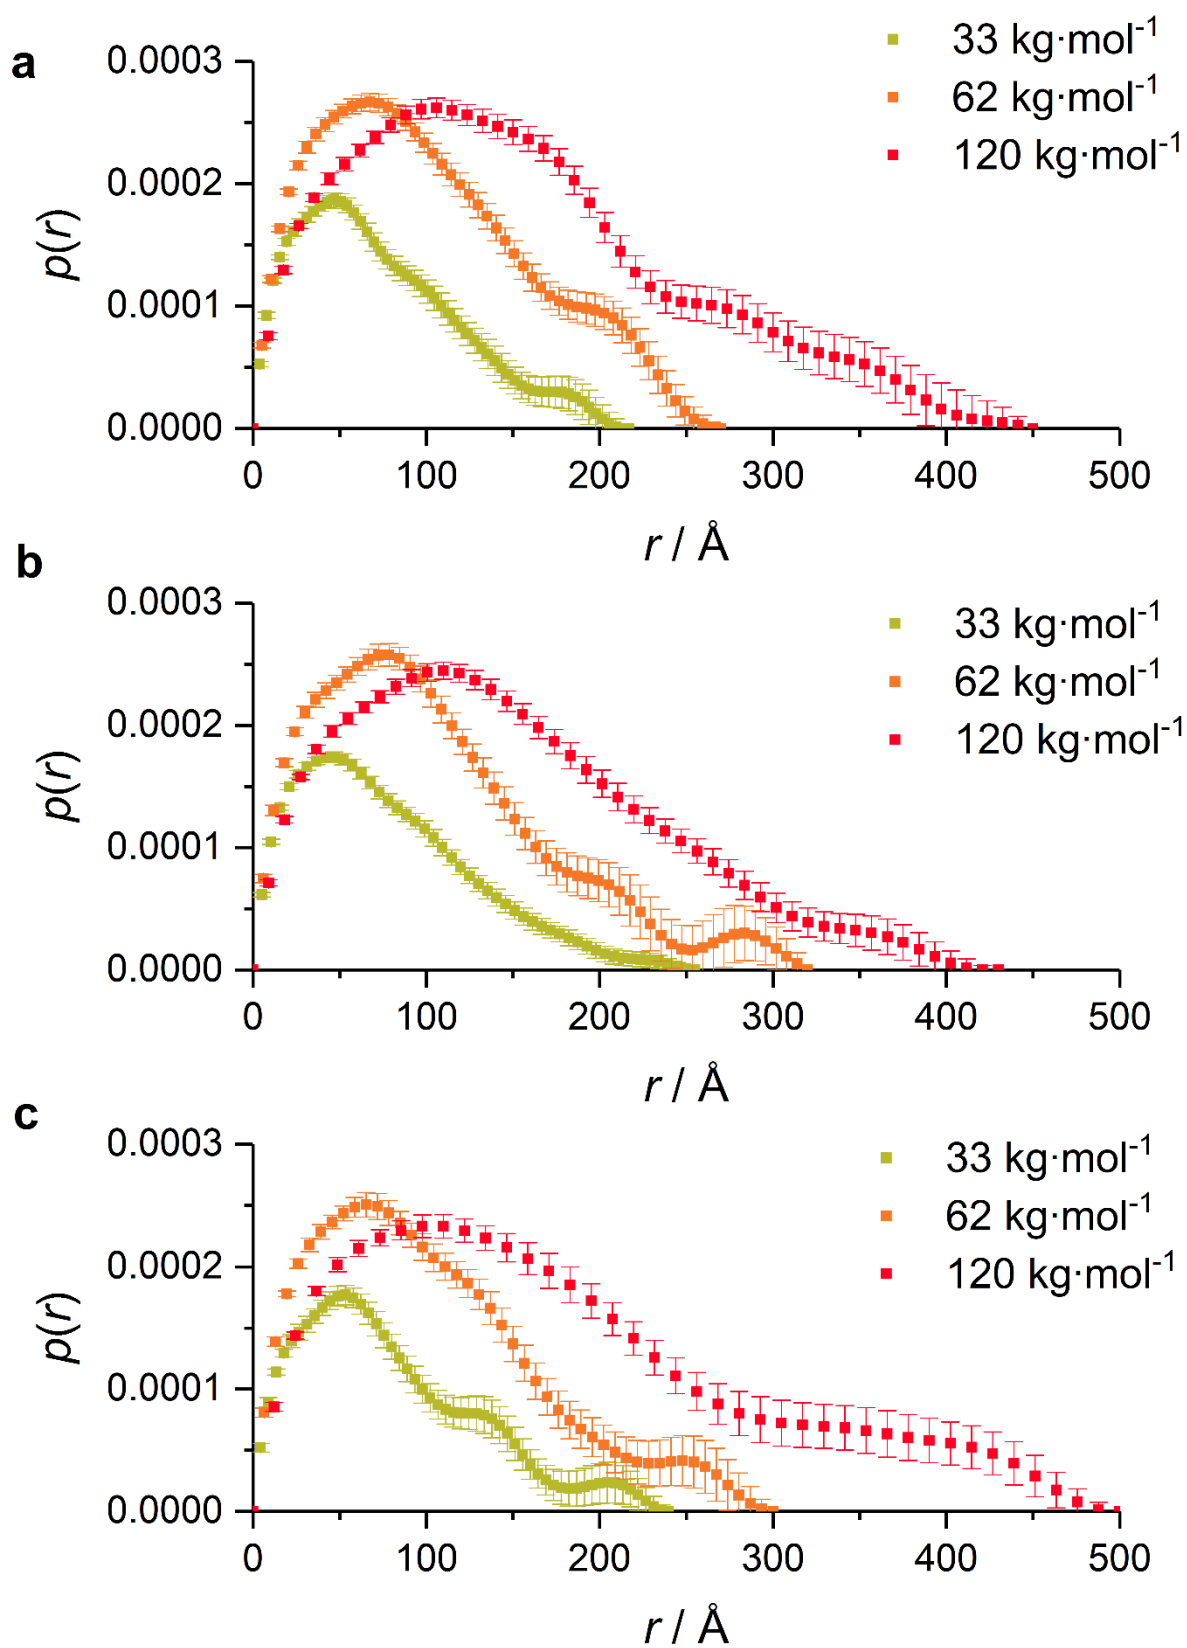 a
33 kg·mol⁻¹
62 kg·mol⁻¹
120 kg·mol⁻¹
0.0003
0.0002
0.0001
0.0000
p(r)
0 100 200 300 400 500
r / Å
b
33 kg·mol⁻¹
62 kg·mol⁻¹
120 kg·mol⁻¹
0.0003
0.0002
0.0001
0.0000
p(r)
0 100 200 300 400 500
r / Å
c
33 kg·mol⁻¹
62 kg·mol⁻¹
120 kg·mol⁻¹
0.0003
0.0002
0.0001
0.0000
p(r)
0 100 200 300 400 500
r / Å